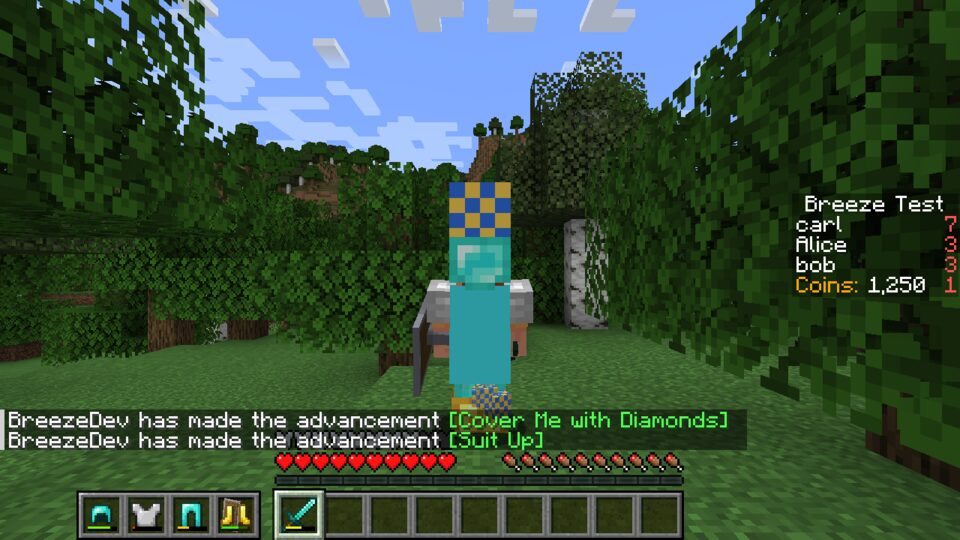 Breeze Test
carl 7
Alice 3
bob 3
Coins: 1,250 1
BreezeDev has made the advancement [Cover Me with Diamonds]
BreezeDev has made the advancement [Suit Up]